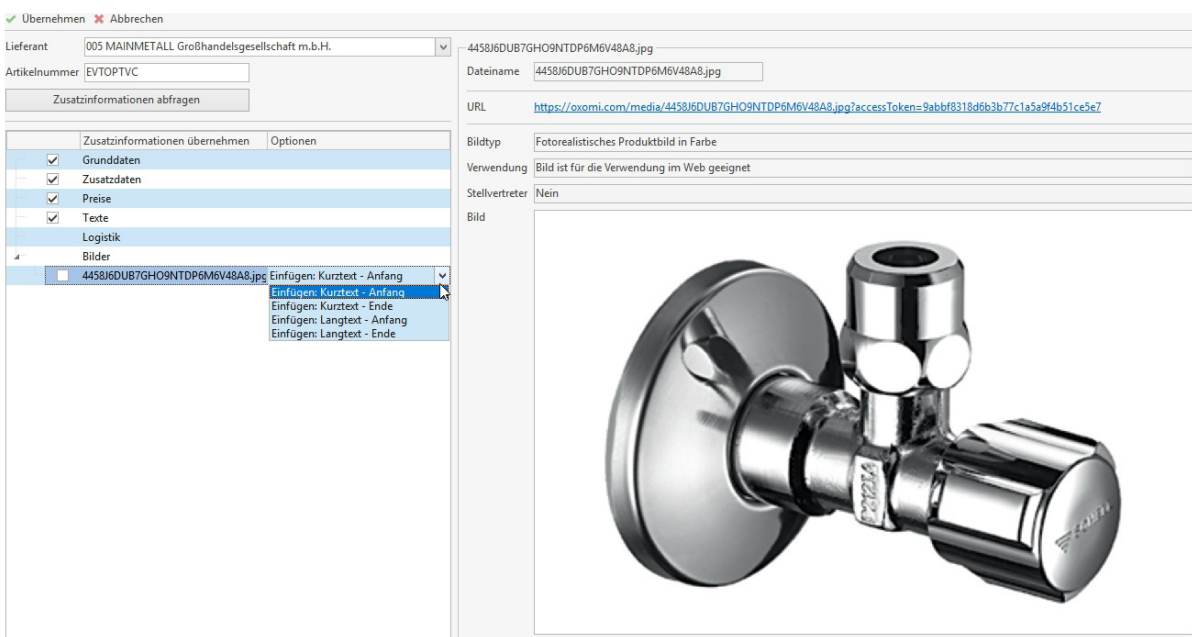 Übernehmen Abbrechen
Lieferant 005 MAINMETALL Großhandelsgesellschaft m.b.H.
Artikelnummer EVTOPTVC
Zusatzinformationen abfragen
Zusatzinformationen übernehmen Optionen
Grunddaten
Zusatzdaten
Preise
Texte
Logistik
Bilder
4458J6DUB7GHO9NTDP6M6V48A8.jpg Einfügen: Kurztext - Anfang
Einfügen: Kurztext - Anfang
Einfügen: Kurztext - Ende
Einfügen: Langtext - Anfang
Einfügen: Langtext - Ende
4458J6DUB7GHO9NTDP6M6V48A8.jpg
Dateiname 4458J6DUB7GHO9NTDP6M6V48A8.jpg
URL https://oxomi.com/media/4458J6DUB7GHO9NTDP6M6V48A8.jpg?accessToken=9abbf8318d6b3b77c1a5a9f4b51ce5e7
Bildtyp Fotorealistisches Produktbild in Farbe
Verwendung Bild ist für die Verwendung im Web geeignet
Stellvertreter Nein
Bild